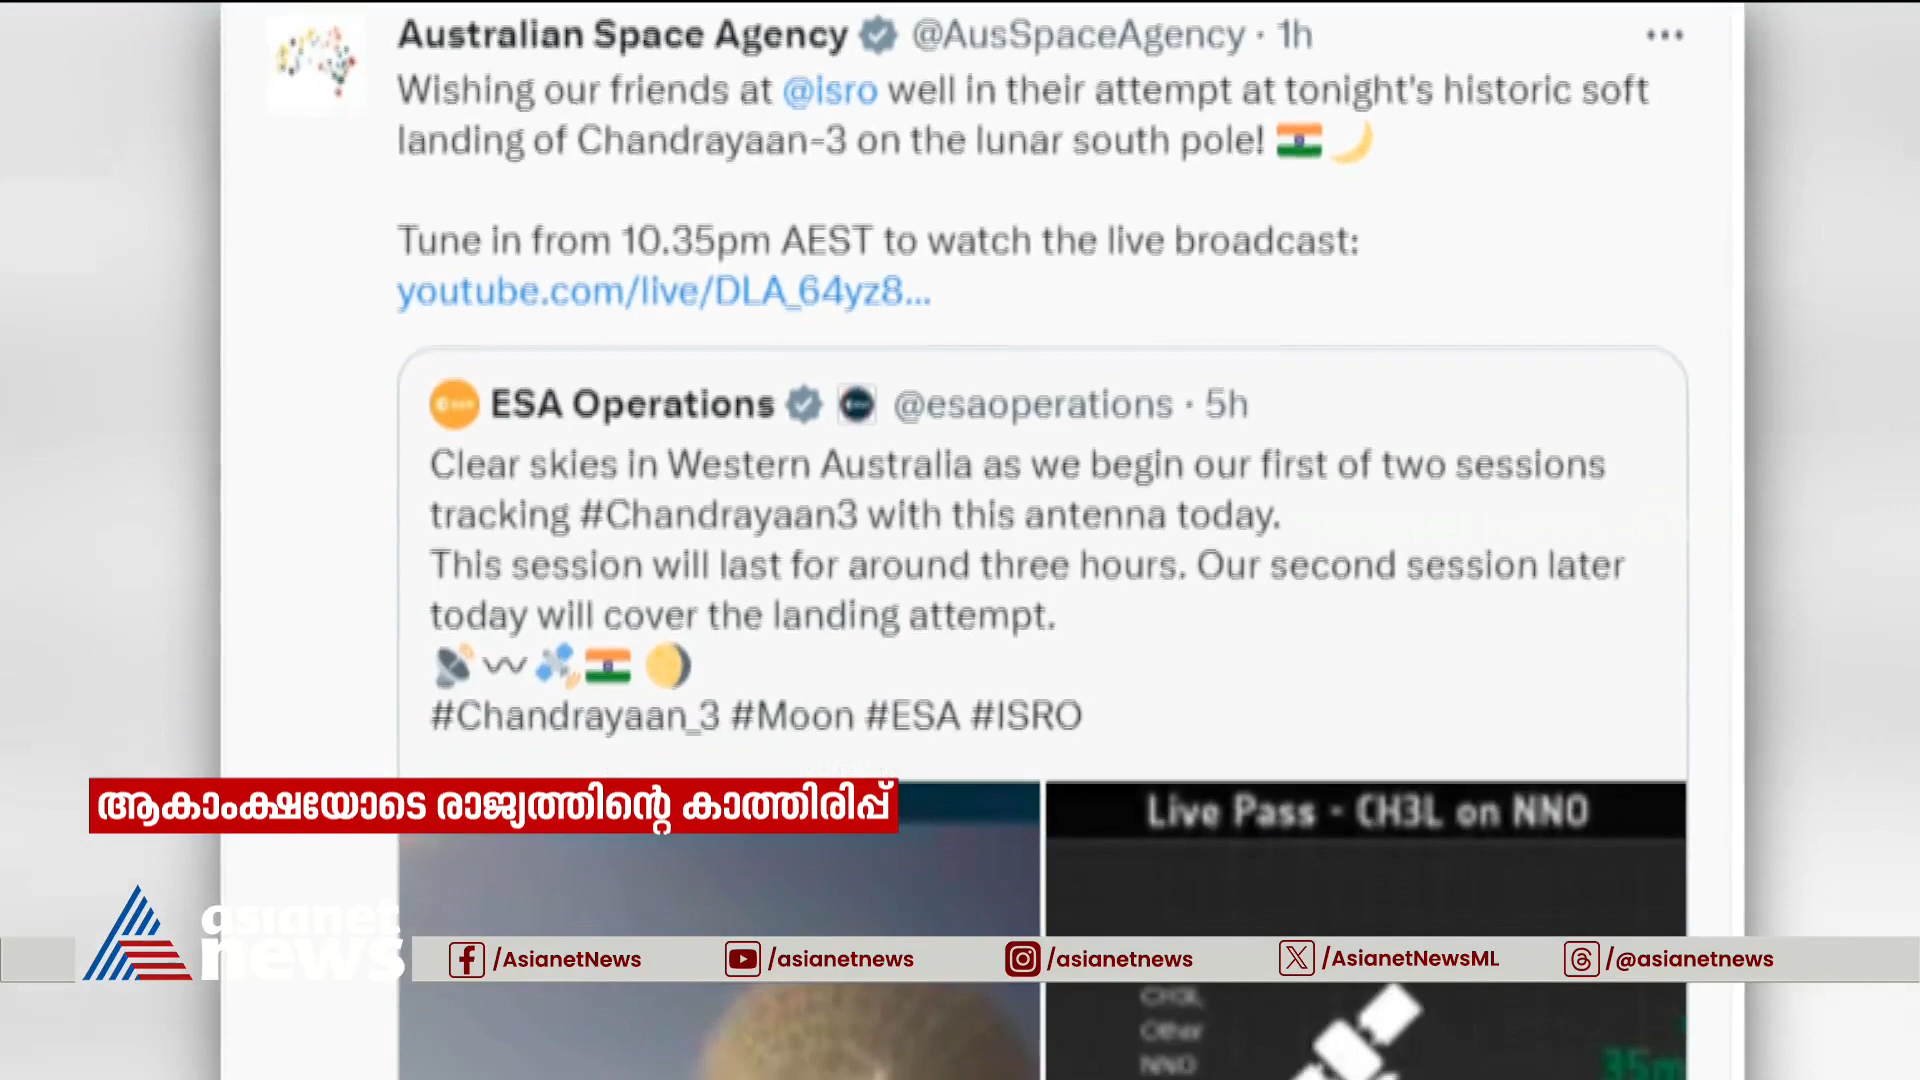 Australian Space Agency @AusSpaceAgency · 1h
Wishing our friends at @isro well in their attempt at tonight's historic soft
landing of Chandrayaan-3 on the lunar south pole! 🇮🇳🌙
Tune in from 10.35pm AEST to watch the live broadcast:
youtube.com/live/DLA_64yz8...
ESA Operations @esaoperations · 5h
Clear skies in Western Australia as we begin our first of two sessions
tracking #Chandrayaan3 with this antenna today.
This session will last for around three hours. Our second session later
today will cover the landing attempt.
📡〰️🛰️🇮🇳🌖
#Chandrayaan_3 #Moon #ESA #ISRO
Live Pass - CH3L on NNO
ആകാംക്ഷയോടെ രാജ്യത്തിന്റെ കാത്തിരിപ്പ്
asianet
news
/AsianetNews /asianetnews /asianetnews /AsianetNewsML /@asianetnews
CH3L,
Other
NNO
35m